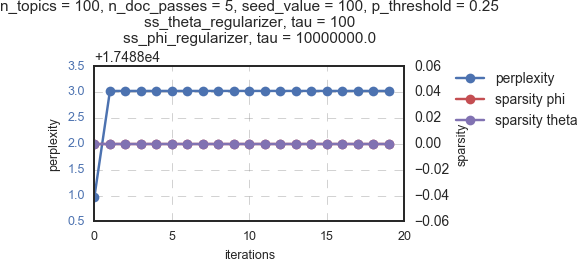 n_topics = 100, n_doc_passes = 5, seed_value = 100, p_threshold = 0.25
ss_theta_regularizer, tau = 100
ss_phi_regularizer, tau = 10000000.0
+1.7488e4
3.5
3.0
2.5
2.0
1.5
1.0
0.5
perplexity
0
5
10
15
20
iterations
0.06
0.04
0.02
0.00
−0.02
−0.04
−0.06
sparsity
perplexity
sparsity phi
sparsity theta